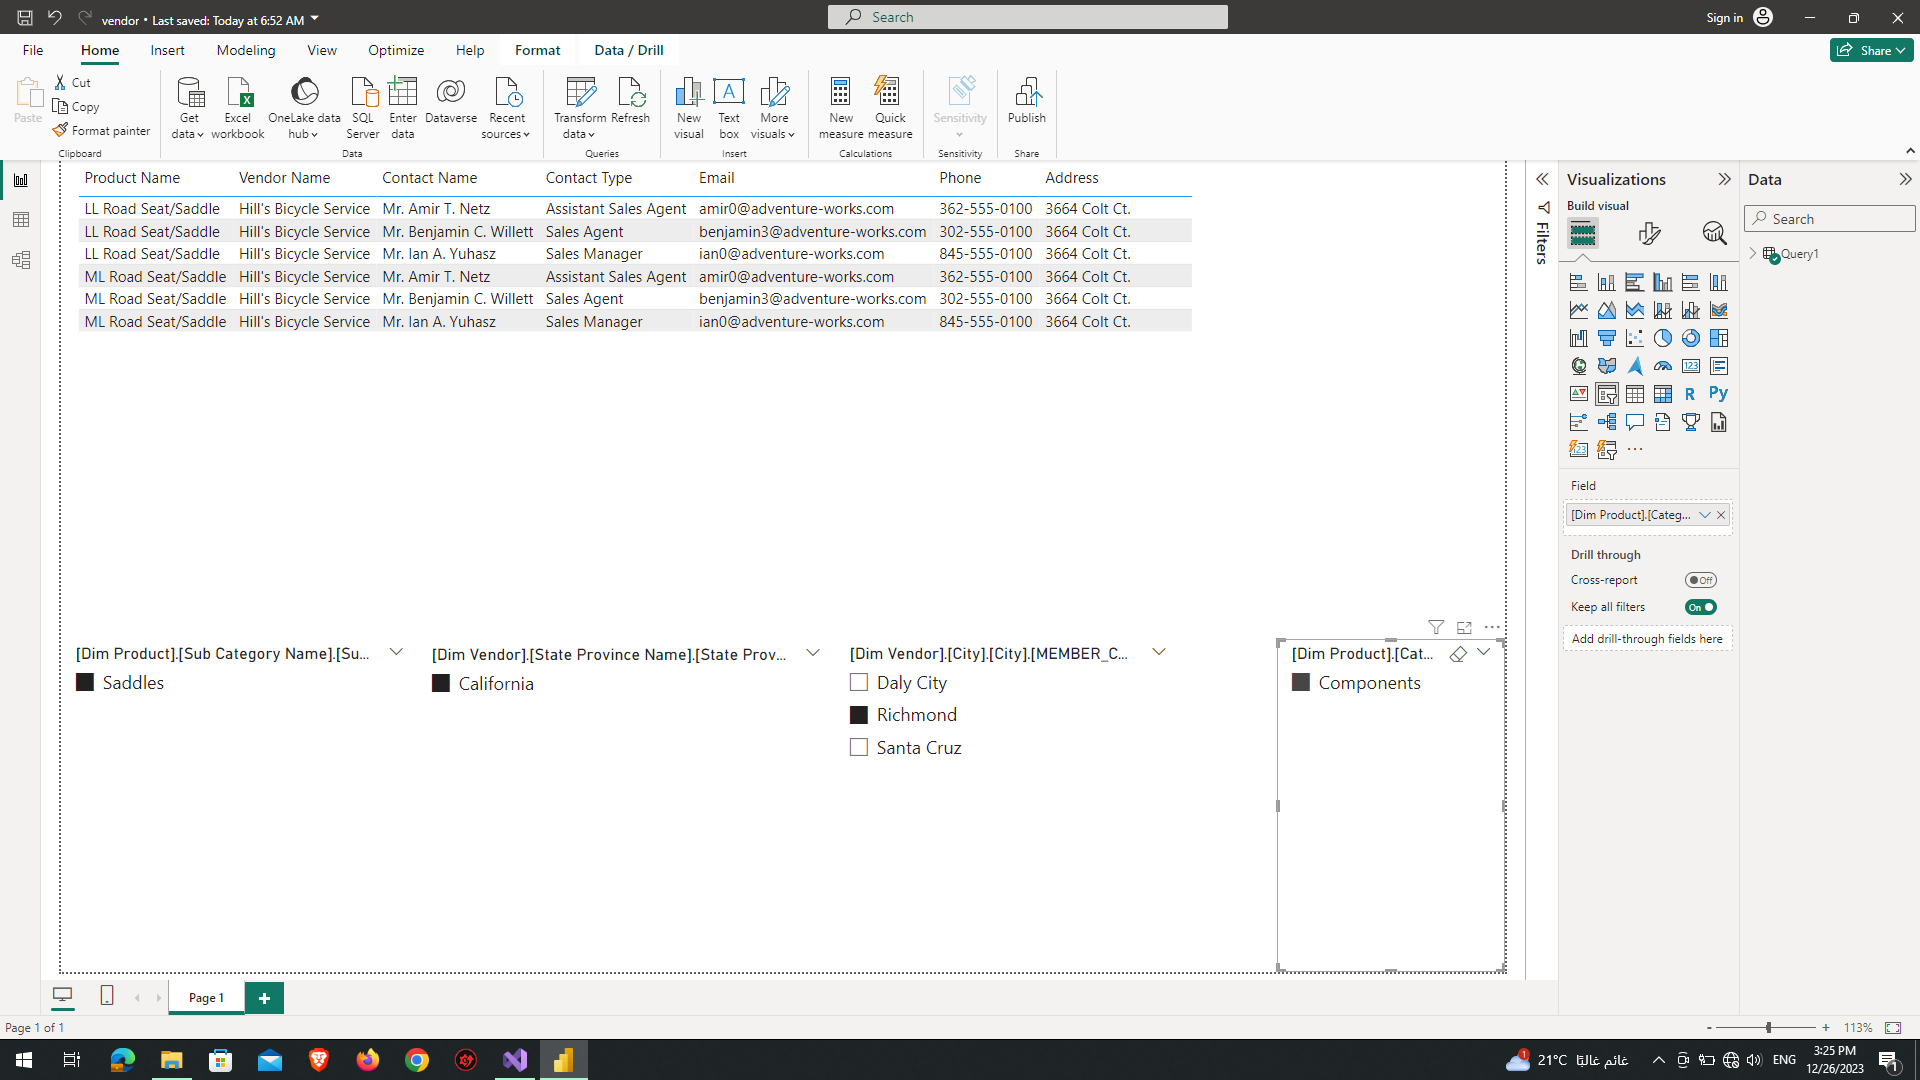 vendor • Last saved: Today at 6:52 AM
Search
Sign in
File Home Insert Modeling View Optimize Help Format Data / Drill
Share
Paste
Cut
Copy
Format painter
Clipboard
Get data
Excel workbook
OneLake data hub
SQL Server
Enter data
Dataverse
Recent sources
Data
Transform data
Refresh
Queries
New visual
Text box
More visuals
Insert
New measure
Quick measure
Calculations
Sensitivity
Sensitivity
Publish
Share
Product Name Vendor Name Contact Name Contact Type Email Phone Address
LL Road Seat/Saddle Hill's Bicycle Service Mr. Amir T. Netz Assistant Sales Agent amir0@adventure-works.com 362-555-0100 3664 Colt Ct.
LL Road Seat/Saddle Hill's Bicycle Service Mr. Benjamin C. Willett Sales Agent benjamin3@adventure-works.com 302-555-0100 3664 Colt Ct.
LL Road Seat/Saddle Hill's Bicycle Service Mr. Ian A. Yuhasz Sales Manager ian0@adventure-works.com 845-555-0100 3664 Colt Ct.
ML Road Seat/Saddle Hill's Bicycle Service Mr. Amir T. Netz Assistant Sales Agent amir0@adventure-works.com 362-555-0100 3664 Colt Ct.
ML Road Seat/Saddle Hill's Bicycle Service Mr. Benjamin C. Willett Sales Agent benjamin3@adventure-works.com 302-555-0100 3664 Colt Ct.
ML Road Seat/Saddle Hill's Bicycle Service Mr. Ian A. Yuhasz Sales Manager ian0@adventure-works.com 845-555-0100 3664 Colt Ct.
[Dim Product].[Sub Category Name].[Su...
Saddles
[Dim Vendor].[State Province Name].[State Prov...
California
[Dim Vendor].[City].[City].[MEMBER_C...
Daly City
Richmond
Santa Cruz
[Dim Product].[Cat...
Components
Filters
Visualizations
Build visual
123
R
Py
123
Field
[Dim Product].[Categ...
Drill through
Cross-report
Off
Keep all filters
On
Add drill-through fields here
Data
Search
Query1
Page 1
Page 1 of 1
- + 113%
1
21°C غائم غالبًا
ENG
3:25 PM
12/26/2023
1